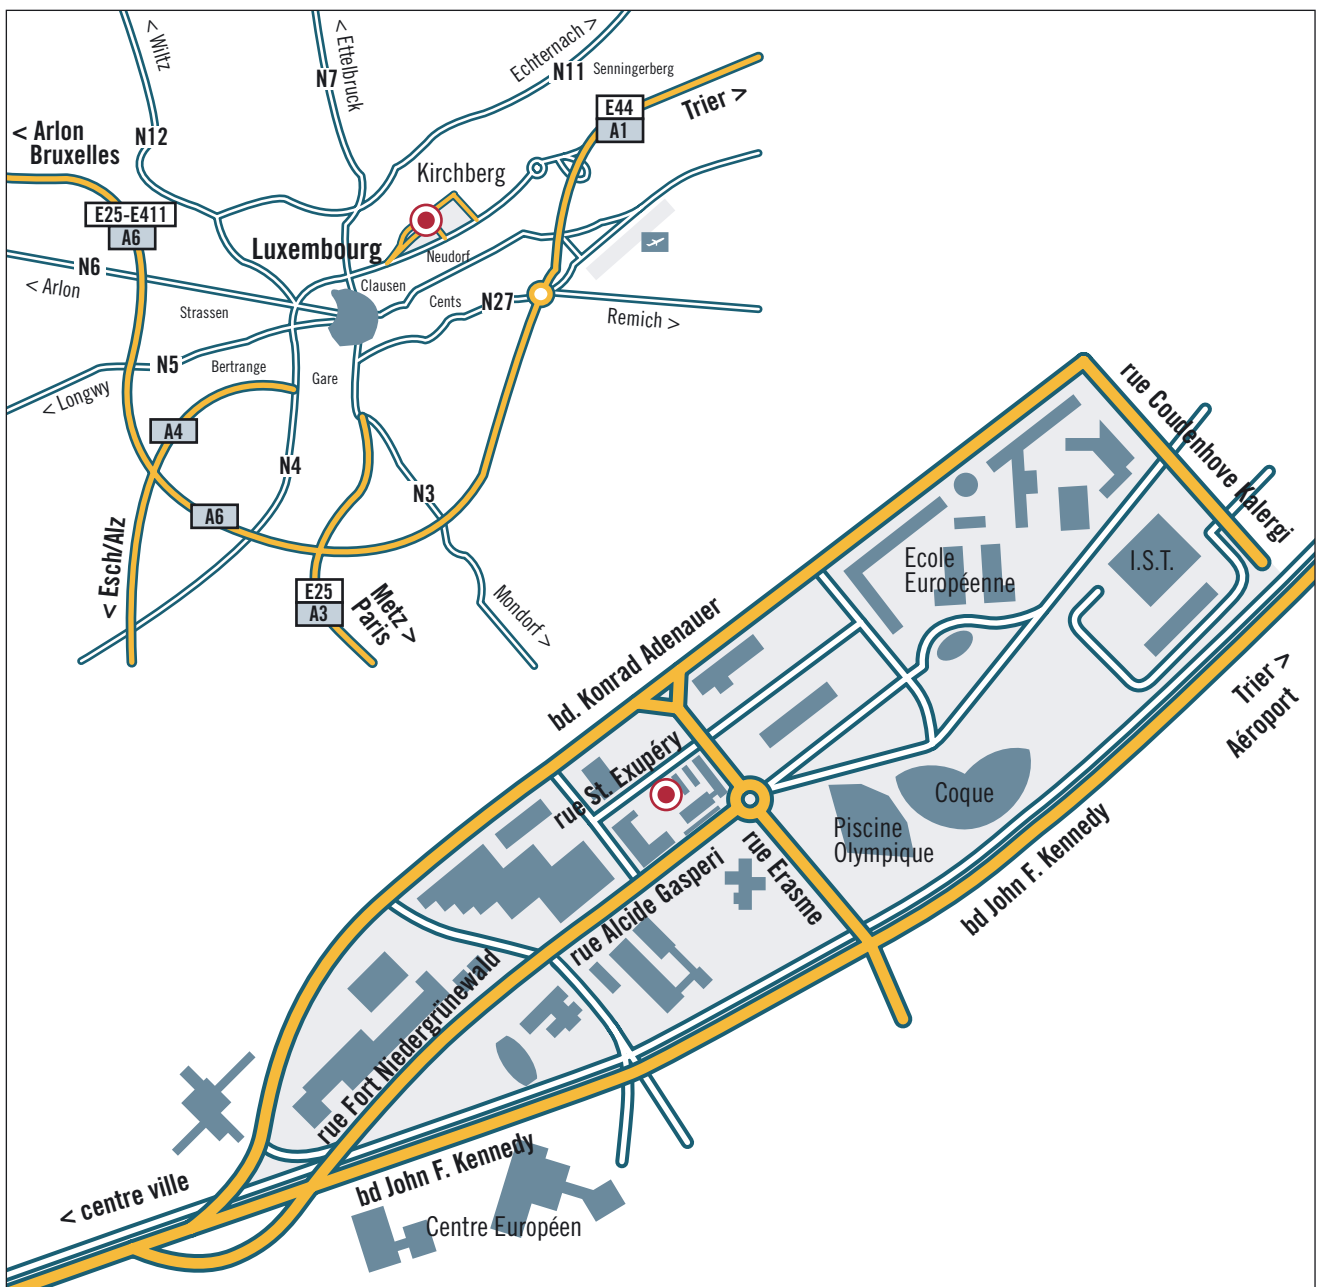 < Wiltz
N7
< Ettelbruck
Echternach >
N11
Senningerberg
E44
A1
Trier >
< Arlon
Bruxelles
N12
Kirchberg
E25-E411
A6
Luxembourg
Neudorf
N6
< Arlon
Clausen
Cents
N27
Strassen
Remich >
N5
Bertrange
Gare
< Longwy
A4
N4
N3
A6
< Esch/Alz
E25
A3
Metz >
Paris
Mondorf >
rue Coudenhove Kalergi
Ecole
Européenne
I.S.T.
bd. Konrad Adenauer
Trier >
Aéroport
rue St. Exupéry
Coque
Piscine
Olympique
rue Erasme
rue Alcide Gasperi
bd John F. Kennedy
rue Fort Niedergrünewald
bd John F. Kennedy
< centre ville
Centre Européen